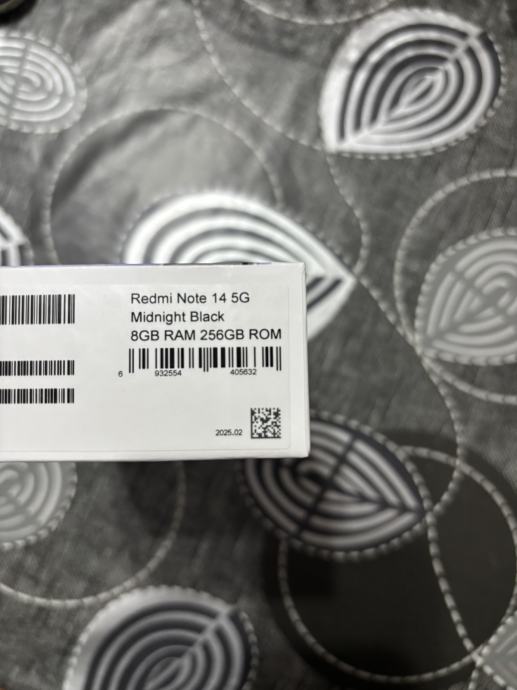 Redmi Note 14 5G
Midnight Black
8GB RAM 256GB ROM
6 932554 405632
2025.02